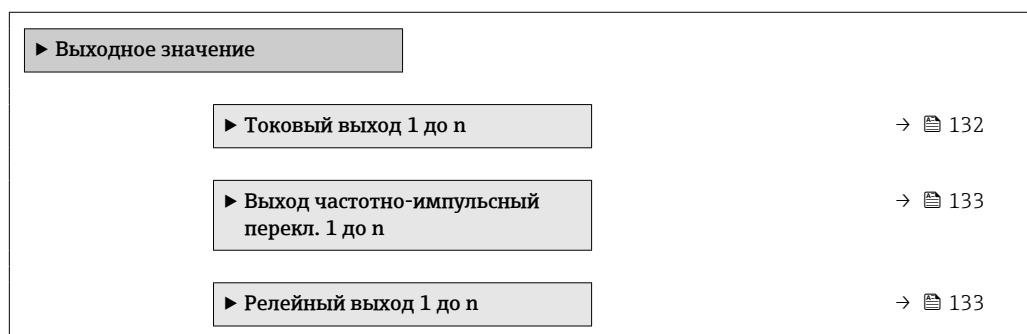 ► Выходное значение
► Токовый выход 1 до n → 132
► Выход частотно-импульсный
перекл. 1 до n → 133
► Релейный выход 1 до n → 133